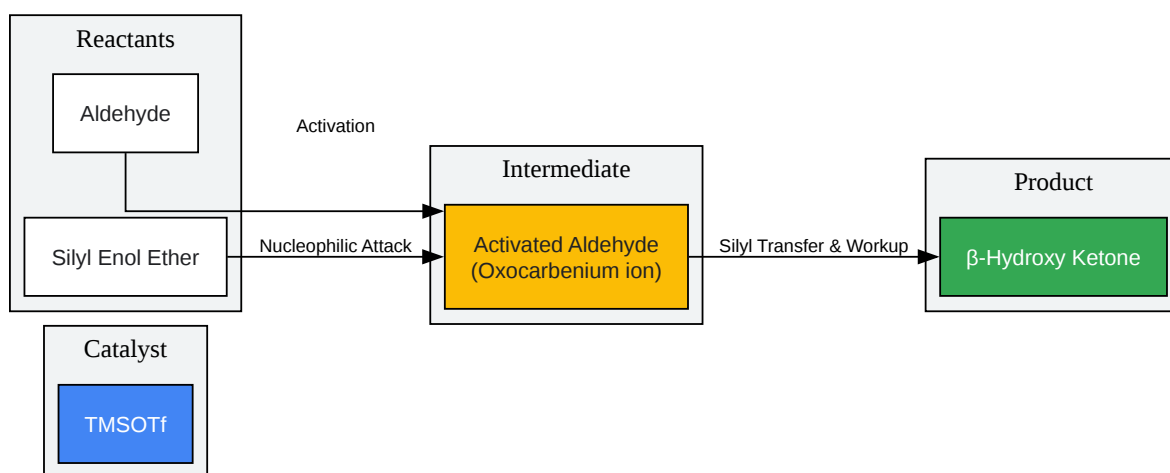 Reactants
Aldehyde
Silyl Enol Ether
Activation
Nucleophilic Attack
Intermediate
Activated Aldehyde
(Oxocarbenium ion)
Silyl Transfer & Workup
Product
β-Hydroxy Ketone
Catalyst
TMSOTf